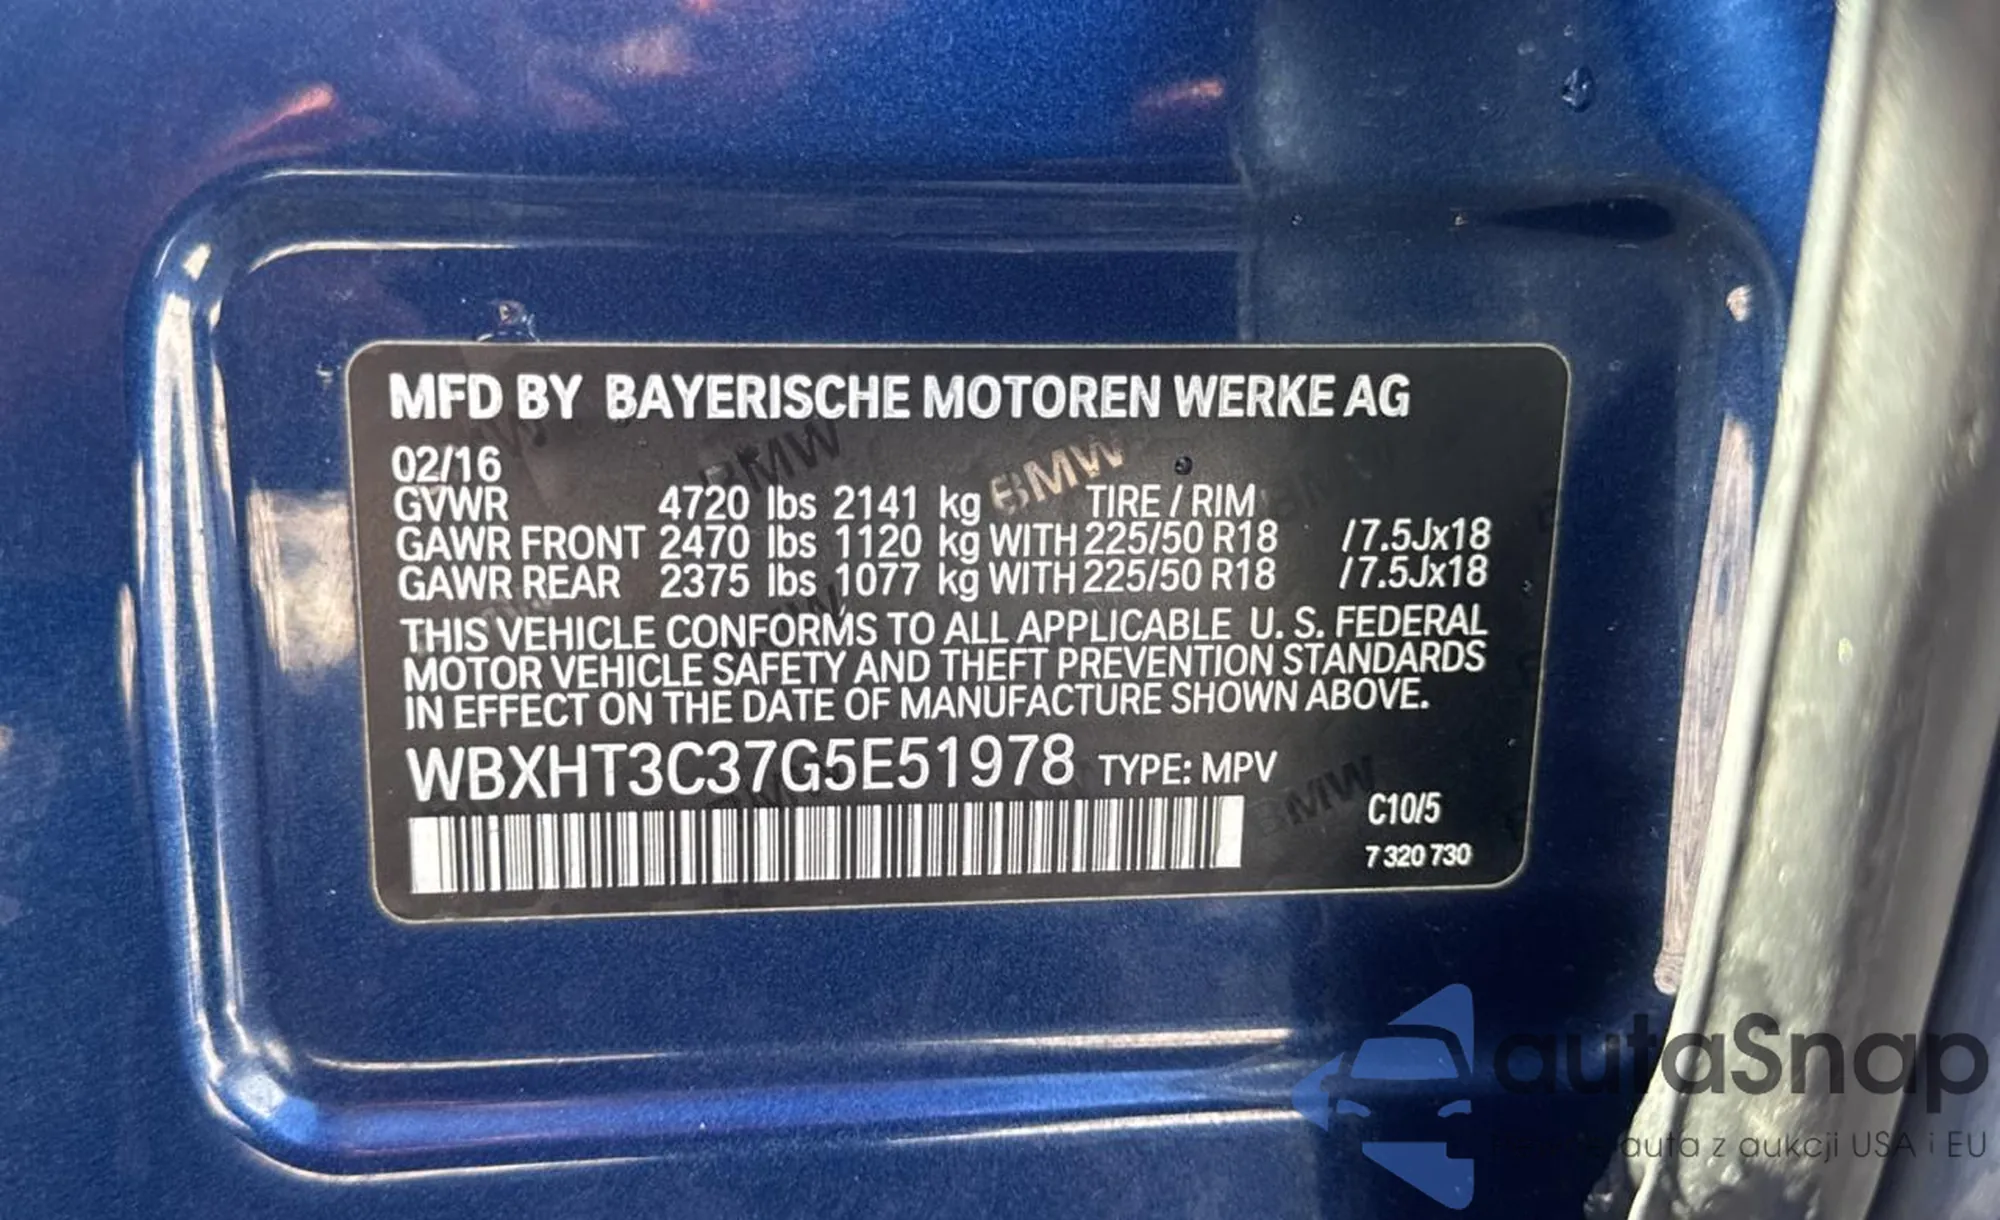 MFD BY BAYERISCHE MOTOREN WERKE AG
02/16
GVWR 4720 lbs 2141 kg TIRE / RIM
GAWR FRONT 2470 lbs 1120 kg WITH 225/50 R18 /7.5Jx18
GAWR REAR 2375 lbs 1077 kg WITH 225/50 R18 /7.5Jx18
THIS VEHICLE CONFORMS TO ALL APPLICABLE U. S. FEDERAL
MOTOR VEHICLE SAFETY AND THEFT PREVENTION STANDARDS
IN EFFECT ON THE DATE OF MANUFACTURE SHOWN ABOVE.
WBXHT3C37G5E51978 TYPE: MPV
C10/5
7 320 730
BMW
autaSnap
auta z aukcji USA i EU